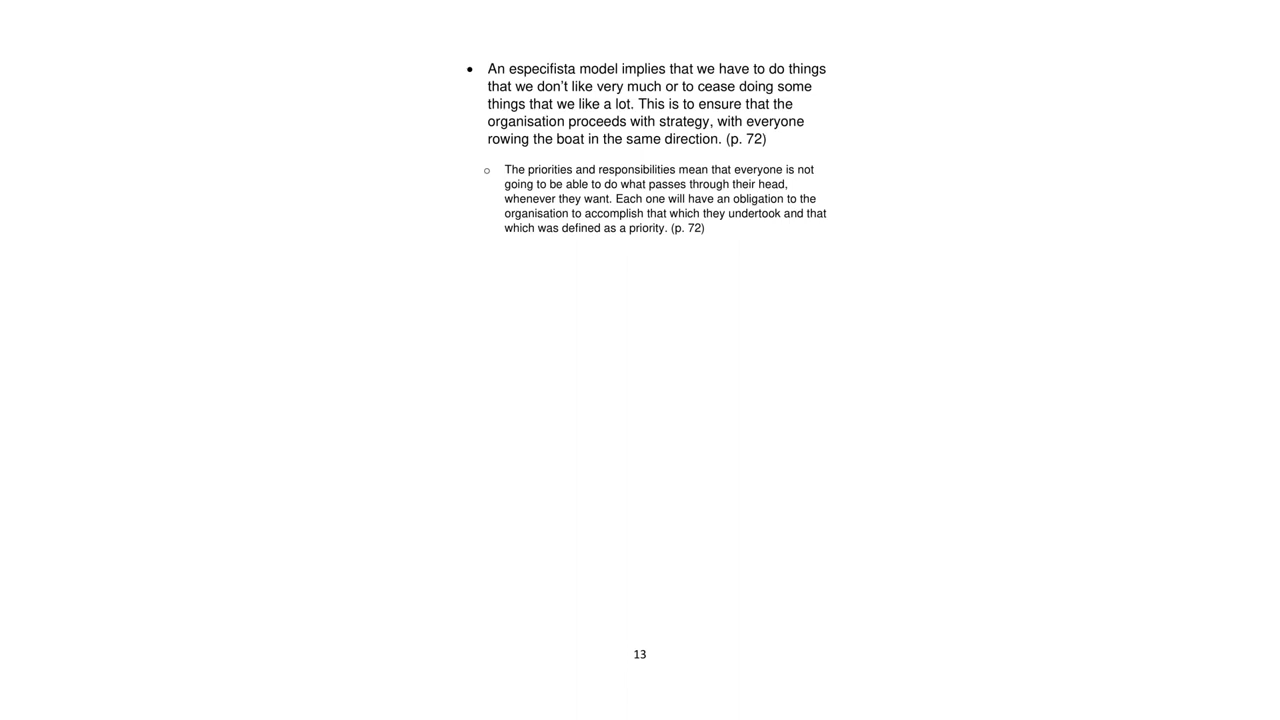 • An especifista model implies that we have to do things
that we don't like very much or to cease doing some
things that we like a lot. This is to ensure that the
organisation proceeds with strategy, with everyone
rowing the boat in the same direction. (p. 72)
o The priorities and responsibilities mean that everyone is not
going to be able to do what passes through their head,
whenever they want. Each one will have an obligation to the
organisation to accomplish that which they undertook and that
which was defined as a priority. (p. 72)
13